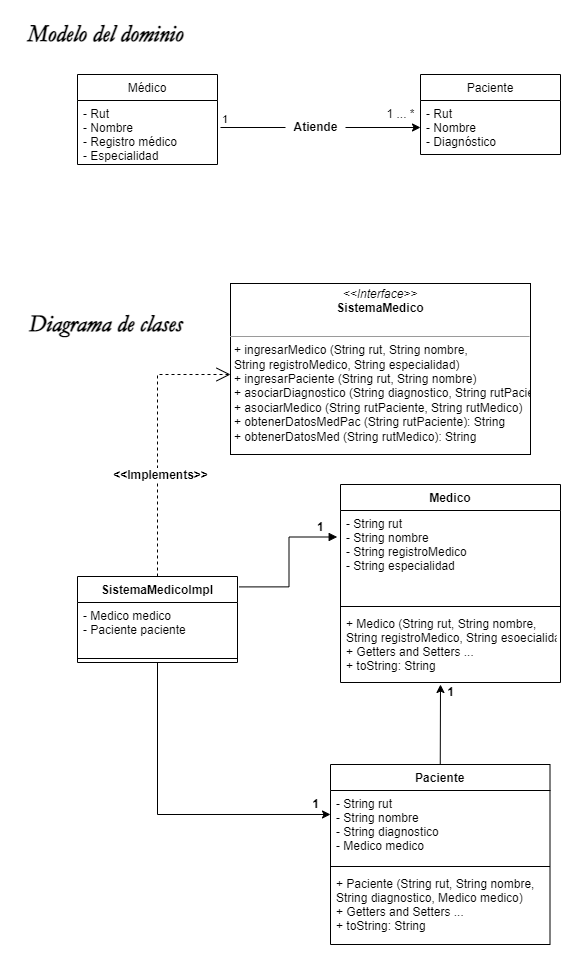 Modelo del dominio
Médico
- Rut
- Nombre
- Registro médico
- Especialidad
1
Atiende
1 ... *
Paciente
- Rut
- Nombre
- Diagnóstico
Diagrama de clases
<<Interface>>
SistemaMedico
+ ingresarMedico (String rut, String nombre,
String registroMedico, String especialidad)
+ ingresarPaciente (String rut, String nombre)
+ asociarDiagnostico (String diagnostico, String rutPacie
+ asociarMedico (String rutPaciente, String rutMedico)
+ obtenerDatosMedPac (String rutPaciente): String
+ obtenerDatosMed (String rutMedico): String
<<Implements>>
Medico
- String rut
- String nombre
- String registroMedico
- String especialidad
+ Medico (String rut, String nombre,
String registroMedico, String esoecialida
+ Getters and Setters ...
+ toString: String
1
SistemaMedicoImpl
- Medico medico
- Paciente paciente
1
1
Paciente
- String rut
- String nombre
- String diagnostico
- Medico medico
+ Paciente (String rut, String nombre,
String diagnostico, Medico medico)
+ Getters and Setters ...
+ toString: String